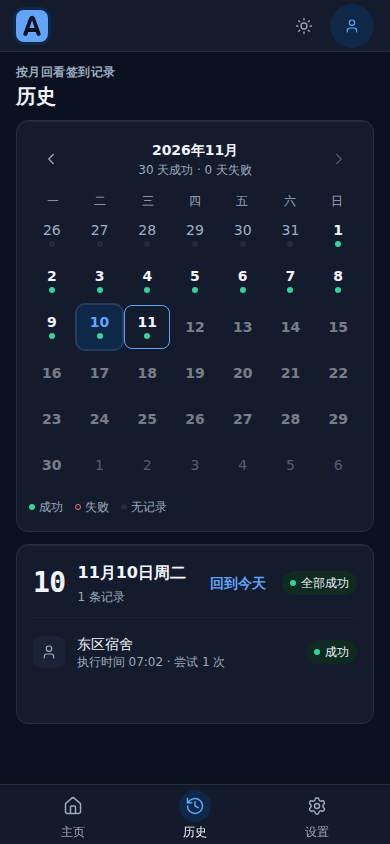 A
按月回看签到记录
历史
2026年11月
30 天成功 · 0 天失败
一 二 三 四 五 六 日
26 27 28 29 30 31 1
2 3 4 5 6 7 8
9 10 11 12 13 14 15
16 17 18 19 20 21 22
23 24 25 26 27 28 29
30 1 2 3 4 5 6
成功 失败 无记录
10 11月10日周二 回到今天 全部成功
1 条记录
东区宿舍
执行时间 07:02 · 尝试 1 次 成功
主页 历史 设置